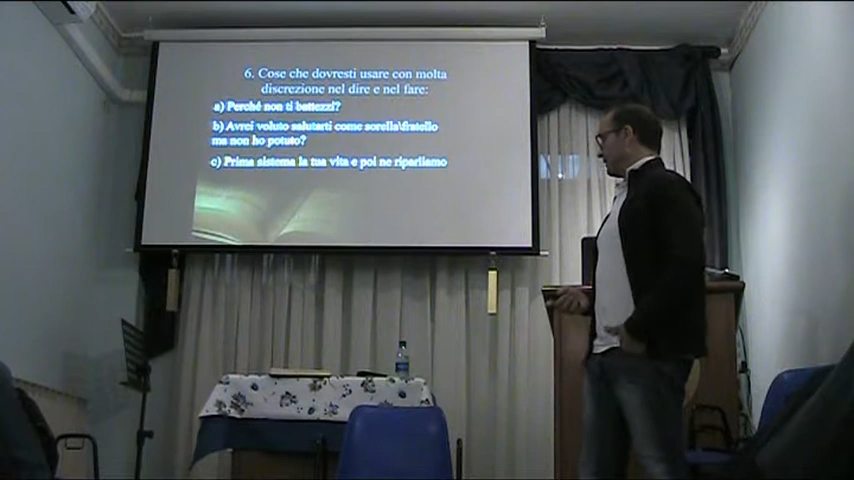 6. Cose che dovresti usare con molta
discrezione nel dire e nel fare:
a) Perché non ti battezzi?
b) Avrei voluto salutarti come sorella\fratello
ma non ho potuto?
c) Prima sistema la tua vita e poi ne riparliamo